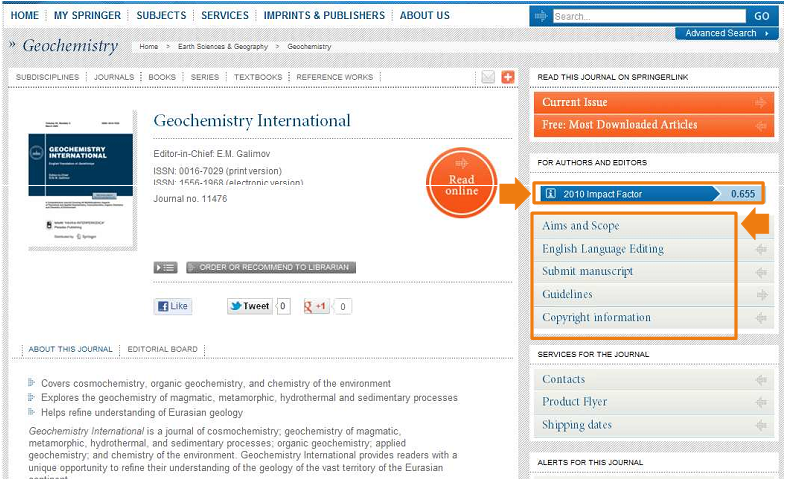 HOME MY SPRINGER SUBJECTS SERVICES IMPRINTS & PUBLISHERS ABOUT US
Search... GO
Advanced Search
» Geochemistry Home > Earth Sciences & Geography > Geochemistry
SUBDISCIPLINES JOURNALS BOOKS SERIES TEXTBOOKS REFERENCE WORKS
GEOCHEMISTRY
INTERNATIONAL
Springer
Geochemistry International
Editor-in-Chief: E.M. Galimov
ISSN: 0016-7029 (print version)
ISSN: 1556-1968 (electronic version)
Journal no. 11476
Read
online
ORDER OR RECOMMEND TO LIBRARIAN
Like Tweet 0 +1 0
ABOUT THIS JOURNAL EDITORIAL BOARD
Covers cosmochemistry, organic geochemistry, and chemistry of the environment
Explores the geochemistry of magmatic, metamorphic, hydrothermal and sedimentary processes
Helps refine understanding of Eurasian geology
Geochemistry International is a journal of cosmochemistry; geochemistry of magmatic,
metamorphic, hydrothermal, and sedimentary processes; organic geochemistry; applied
geochemistry; and chemistry of the environment. Geochemistry International provides readers with a
unique opportunity to refine their understanding of the geology of the vast territory of the Eurasian
continent.
READ THIS JOURNAL ON SPRINGERLINK
Current Issue
Free: Most Downloaded Articles
FOR AUTHORS AND EDITORS
2010 Impact Factor 0.655
Aims and Scope
English Language Editing
Submit manuscript
Guidelines
Copyright information
SERVICES FOR THE JOURNAL
Contacts
Product Flyer
Shipping dates
ALERTS FOR THIS JOURNAL